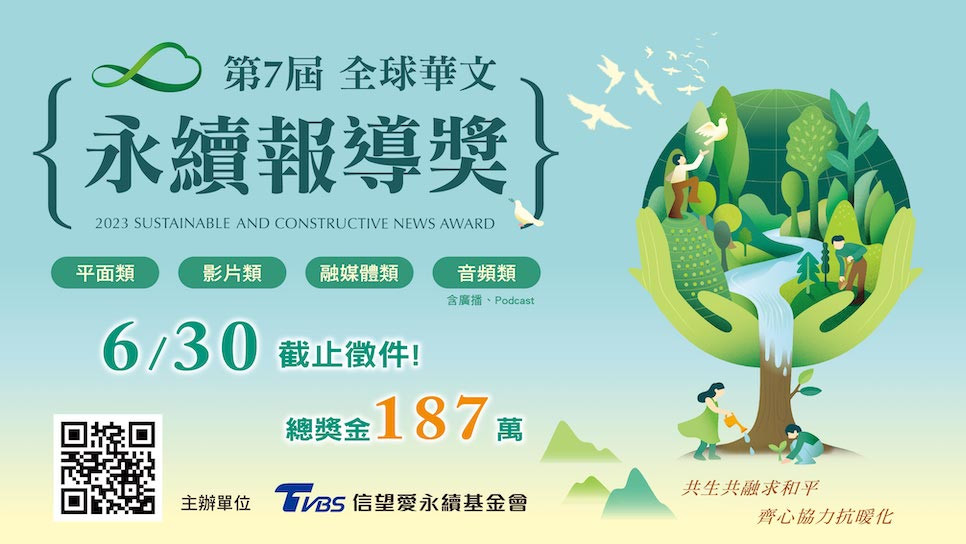 第7屆 全球華文
永續報導獎
2023 SUSTAINABLE AND CONSTRUCTIVE NEWS AWARD
平面類 影片類 融媒體類 音頻類
含廣播、Podcast
6/30 截止徵件!
總獎金187萬
主辦單位 TVBS 信望愛永續基金會
共生共融求和平
齊心協力抗暖化